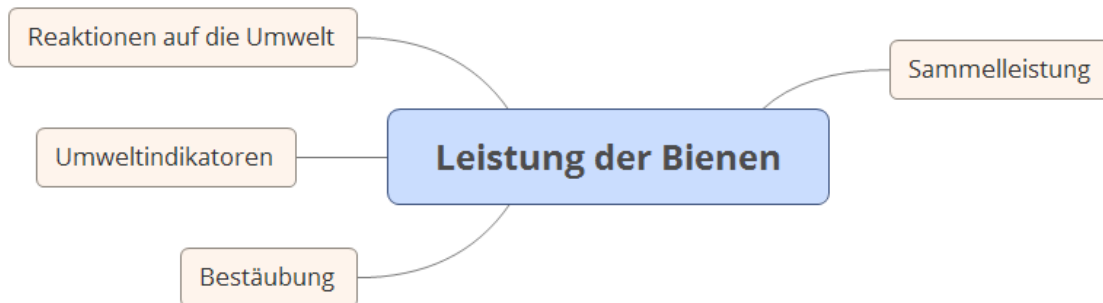 Reaktionen auf die Umwelt
Sammelleistung
Umweltindikatoren
Leistung der Bienen
Bestäubung